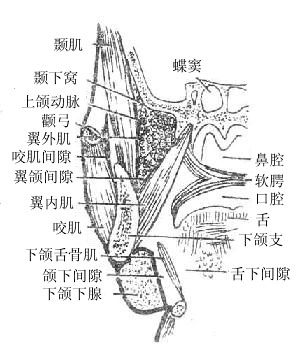 颞肌
蝶窦
颞下窝
上颌动脉
颧弓
翼外肌
咬肌间隙
翼颌间隙
翼内肌
咬肌
下颌舌骨肌
颌下间隙
下颌下腺
鼻腔
软腭
口腔
舌
下颌支
舌下间隙